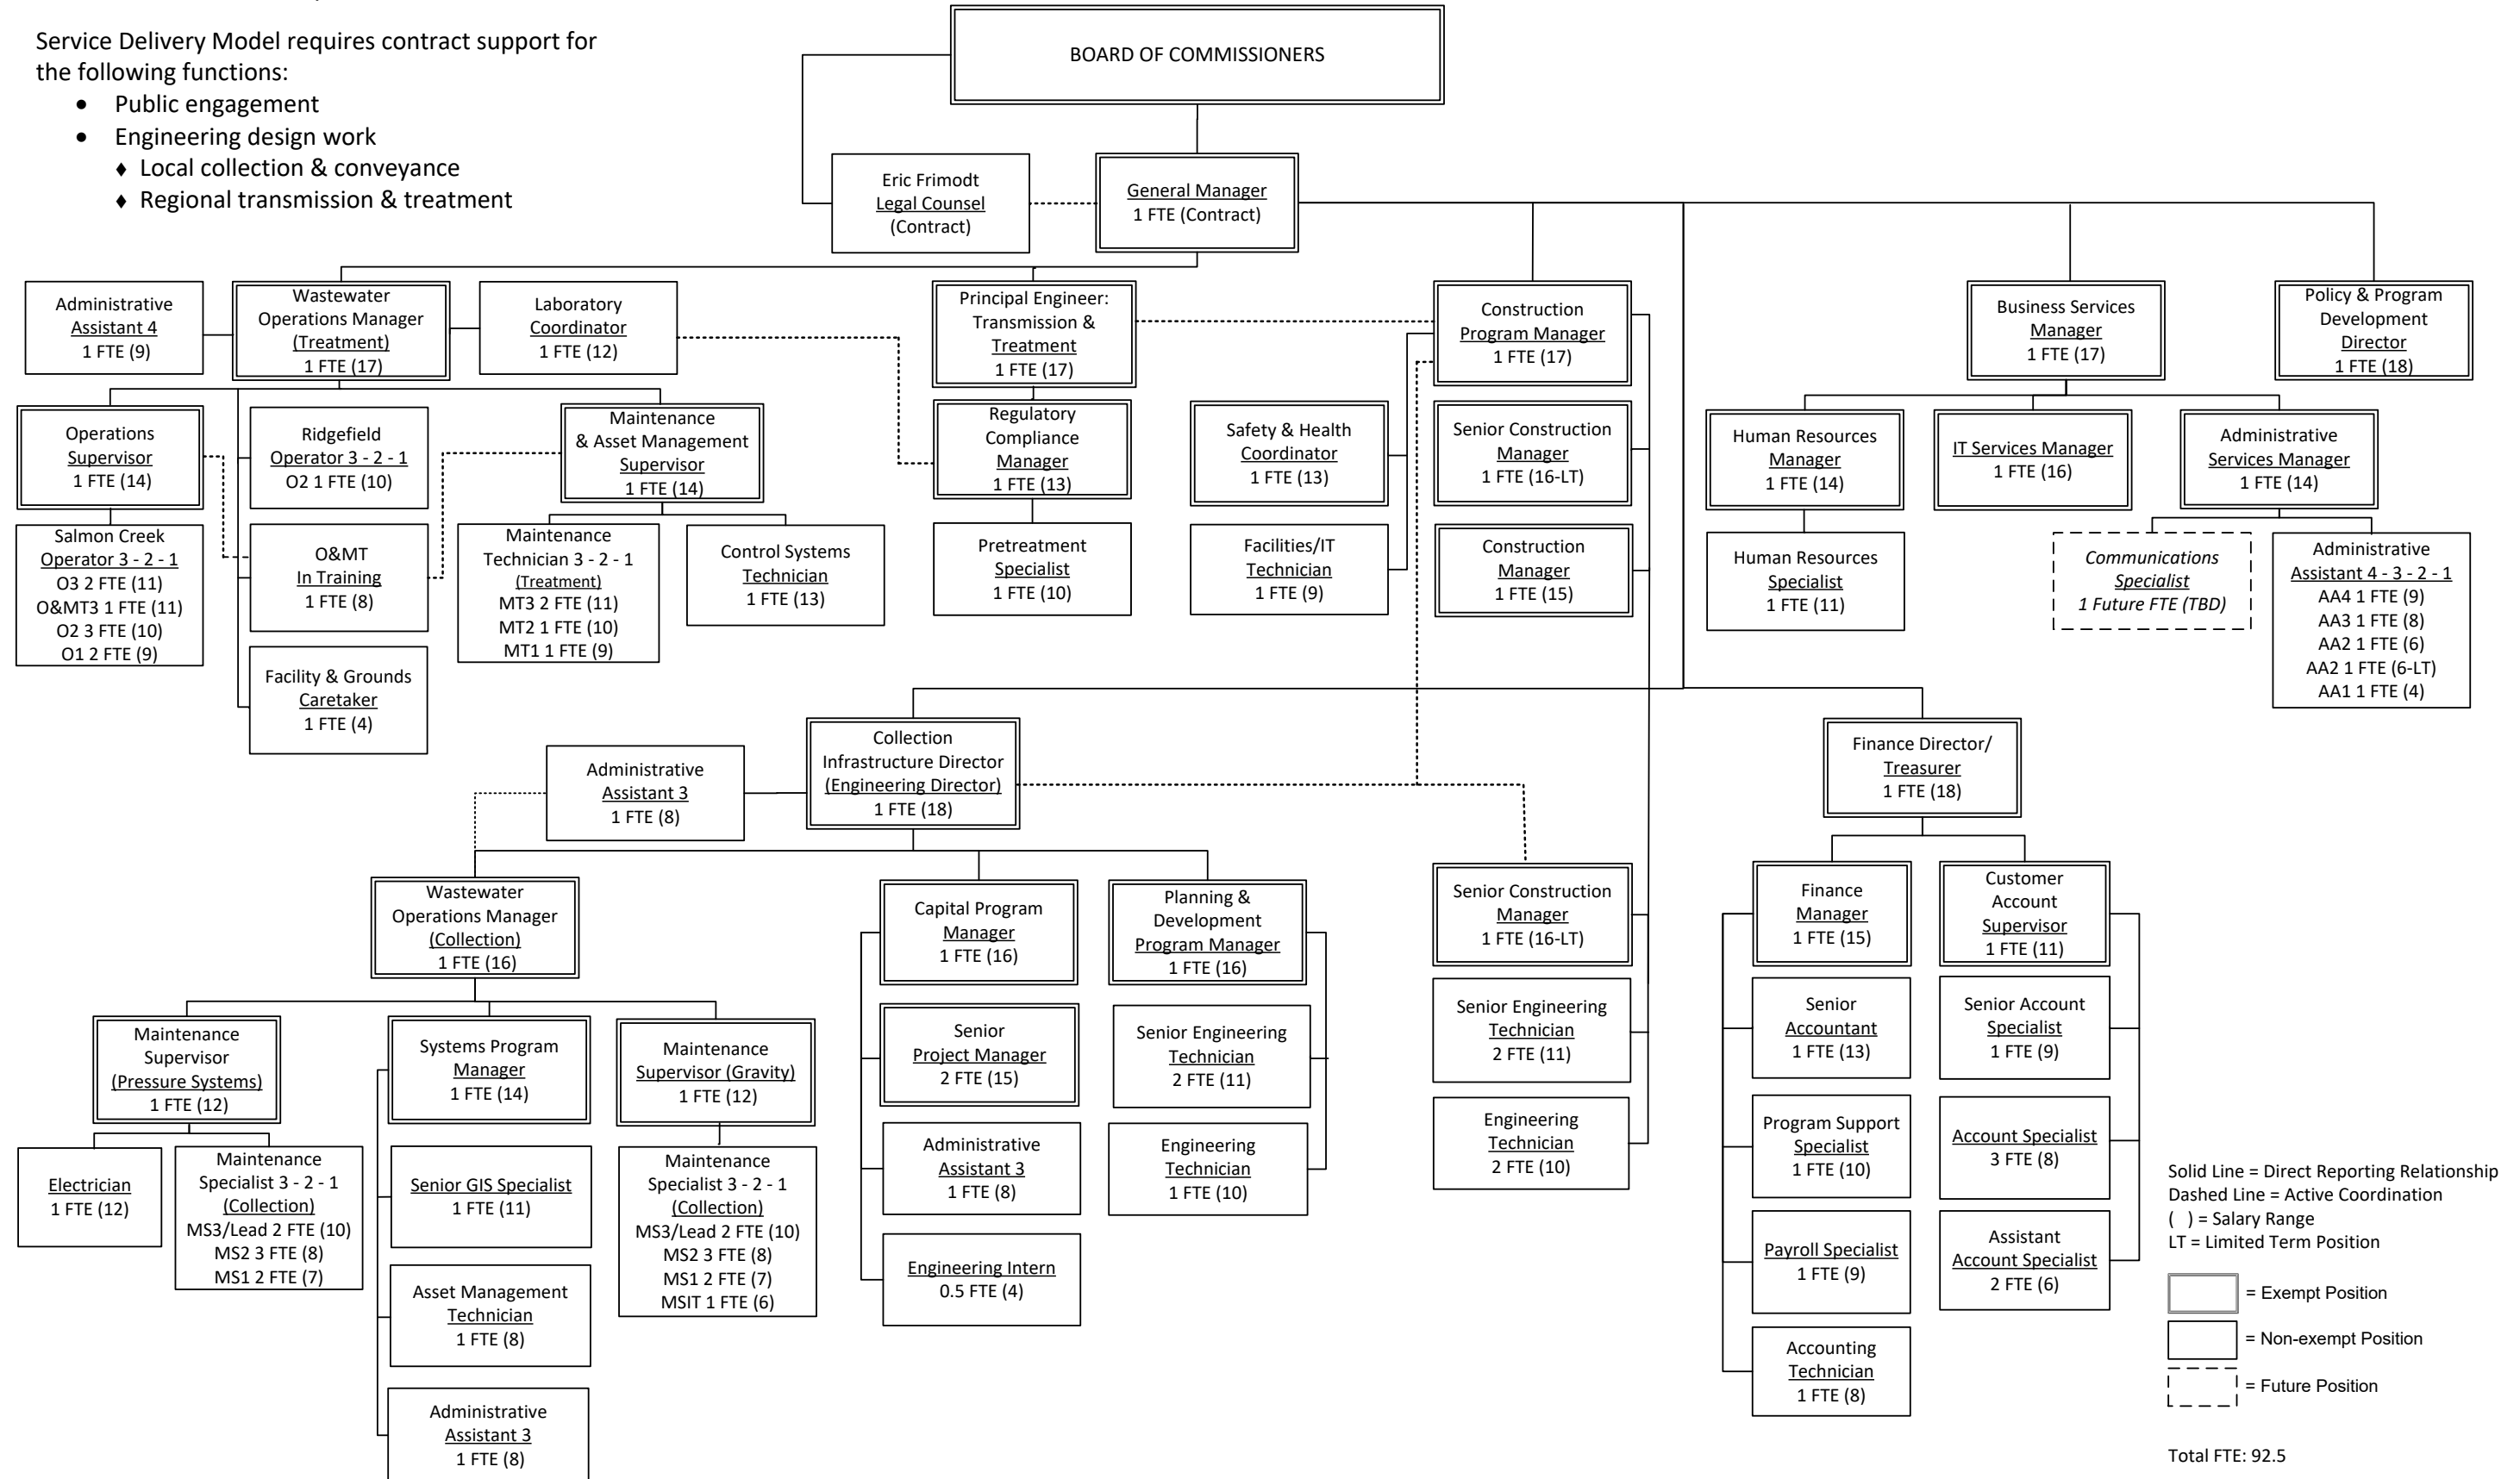 Service Delivery Model requires contract support for
the following functions:
• Public engagement
• Engineering design work
♦ Local collection & conveyance
♦ Regional transmission & treatment
BOARD OF COMMISSIONERS
Eric Frimodt
Legal Counsel
(Contract)
General Manager
1 FTE (Contract)
Administrative
Assistant 4
1 FTE (9)
Wastewater
Operations Manager
(Treatment)
1 FTE (17)
Laboratory
Coordinator
1 FTE (12)
Principal Engineer:
Transmission &
Treatment
1 FTE (17)
Construction
Program Manager
1 FTE (17)
Business Services
Manager
1 FTE (17)
Policy & Program
Development
Director
1 FTE (18)
Operations
Supervisor
1 FTE (14)
Ridgefield
Operator 3 - 2 - 1
O2 1 FTE (10)
Maintenance
& Asset Management
Supervisor
1 FTE (14)
Regulatory
Compliance
Manager
1 FTE (13)
Safety & Health
Coordinator
1 FTE (13)
Senior Construction
Manager
1 FTE (16-LT)
Human Resources
Manager
1 FTE (14)
IT Services Manager
1 FTE (16)
Administrative
Services Manager
1 FTE (14)
Salmon Creek
Operator 3 - 2 - 1
O3 2 FTE (11)
O&MT3 1 FTE (11)
O2 3 FTE (10)
O1 2 FTE (9)
O&MT
In Training
1 FTE (8)
Maintenance
Technician 3 - 2 - 1
(Treatment)
MT3 2 FTE (11)
MT2 1 FTE (10)
MT1 1 FTE (9)
Control Systems
Technician
1 FTE (13)
Pretreatment
Specialist
1 FTE (10)
Facilities/IT
Technician
1 FTE (9)
Construction
Manager
1 FTE (15)
Human Resources
Specialist
1 FTE (11)
Communications
Specialist
1 Future FTE (TBD)
Administrative
Assistant 4 - 3 - 2 - 1
AA4 1 FTE (9)
AA3 1 FTE (8)
AA2 1 FTE (6)
AA2 1 FTE (6-LT)
AA1 1 FTE (4)
Facility & Grounds
Caretaker
1 FTE (4)
Administrative
Assistant 3
1 FTE (8)
Collection
Infrastructure Director
(Engineering Director)
1 FTE (18)
Finance Director/
Treasurer
1 FTE (18)
Wastewater
Operations Manager
(Collection)
1 FTE (16)
Capital Program
Manager
1 FTE (16)
Planning &
Development
Program Manager
1 FTE (16)
Senior Construction
Manager
1 FTE (16-LT)
Finance
Manager
1 FTE (15)
Customer
Account
Supervisor
1 FTE (11)
Maintenance
Supervisor
(Pressure Systems)
1 FTE (12)
Systems Program
Manager
1 FTE (14)
Maintenance
Supervisor (Gravity)
1 FTE (12)
Senior
Project Manager
2 FTE (15)
Senior Engineering
Technician
2 FTE (11)
Senior Engineering
Technician
2 FTE (11)
Senior
Accountant
1 FTE (13)
Senior Account
Specialist
1 FTE (9)
Electrician
1 FTE (12)
Maintenance
Specialist 3 - 2 - 1
(Collection)
MS3/Lead 2 FTE (10)
MS2 3 FTE (8)
MS1 2 FTE (7)
Senior GIS Specialist
1 FTE (11)
Maintenance
Specialist 3 - 2 - 1
(Collection)
MS3/Lead 2 FTE (10)
MS2 3 FTE (8)
MS1 2 FTE (7)
MSIT 1 FTE (6)
Administrative
Assistant 3
1 FTE (8)
Engineering
Technician
1 FTE (10)
Engineering
Technician
2 FTE (10)
Program Support
Specialist
1 FTE (10)
Account Specialist
3 FTE (8)
Asset Management
Technician
1 FTE (8)
Engineering Intern
0.5 FTE (4)
Payroll Specialist
1 FTE (9)
Assistant
Account Specialist
2 FTE (6)
Administrative
Assistant 3
1 FTE (8)
Accounting
Technician
1 FTE (8)
Solid Line = Direct Reporting Relationship
Dashed Line = Active Coordination
( ) = Salary Range
LT = Limited Term Position
= Exempt Position
= Non-exempt Position
= Future Position
Total FTE: 92.5